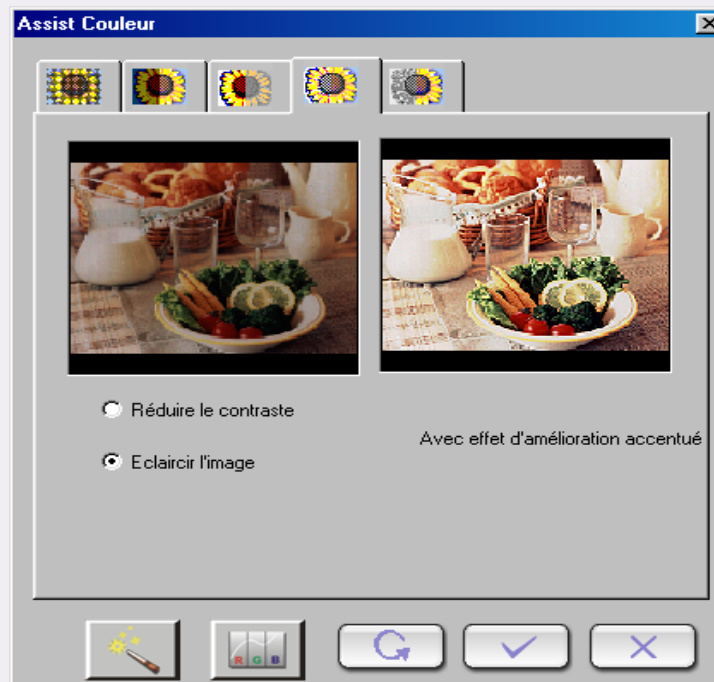 Assist Couleur
Réduire le contraste
Eclaircir l'image
Avec effet d'amélioration accentué
R G B